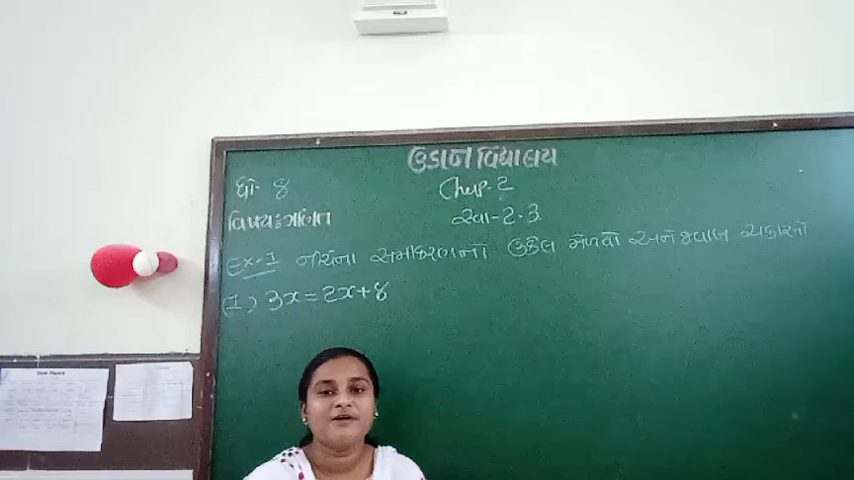 ઉડાન વિદ્યાલય
ધો- 8
Chap-2
વિષય:ગણિત
સ્વા-2.3
Ex-1 નીચેના સમીકરણનો ઉકેલ મેળવો અને જવાબ ચકાસો
(1) 3x=2x+8